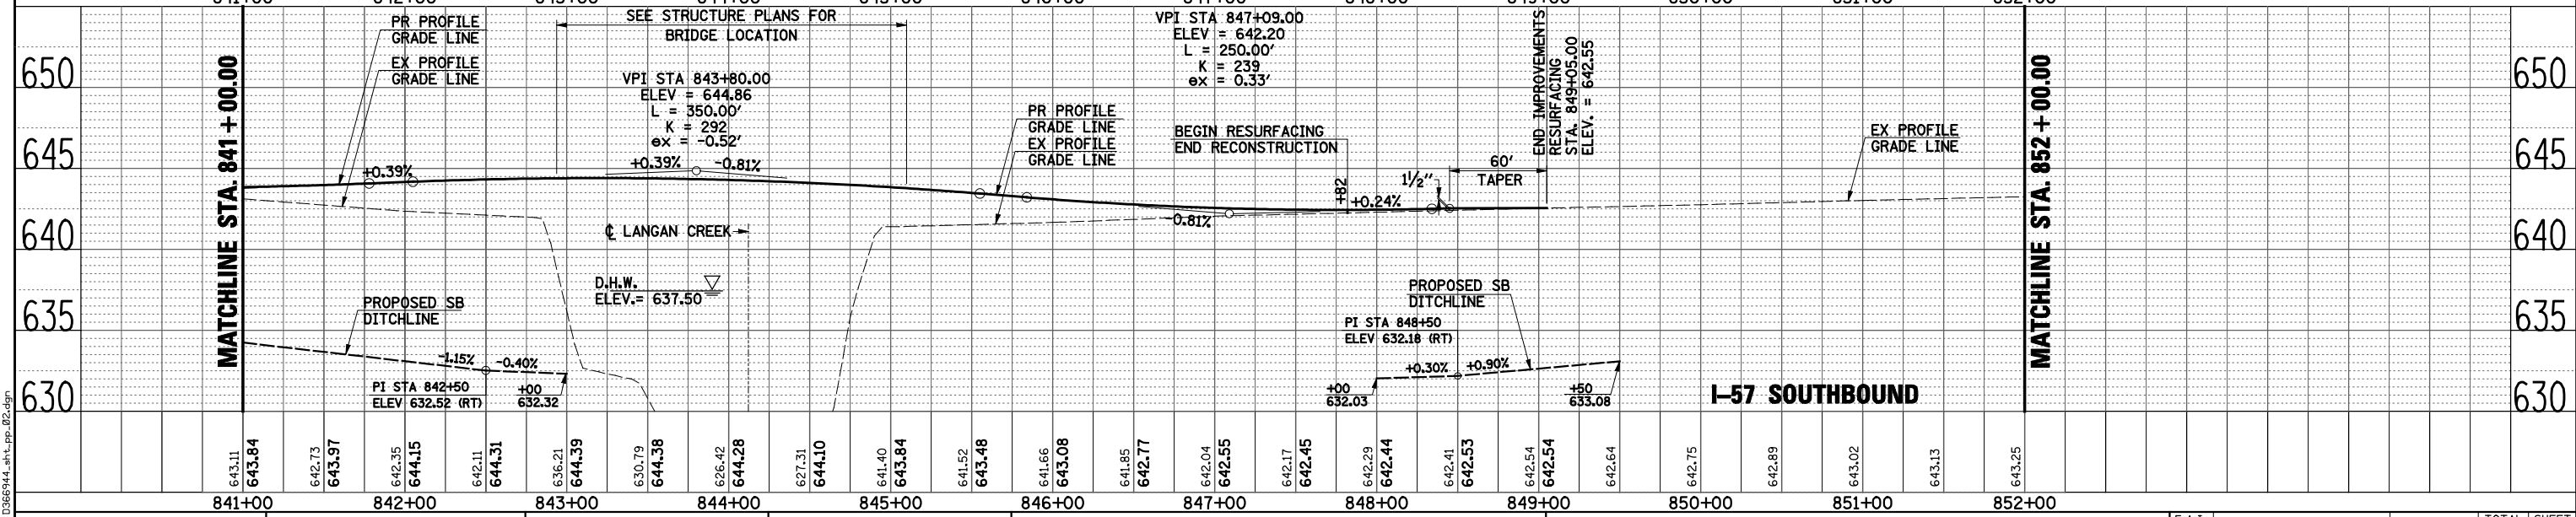 PR PROFILE
GRADE LINE
EX PROFILE
GRADE LINE
SEE STRUCTURE PLANS FOR
BRIDGE LOCATION
VPI STA 843+80.00
ELEV = 644.86
L = 350.00'
K = 292
ex = -0.52'
VPI STA 847+09.00
ELEV = 642.20
L = 250.00'
K = 239
ex = 0.33'
END IMPROVEMENTS
RESURFACING
STA. 849+05.00
ELEV. = 642.55
650
645
640
635
630
MATCHLINE STA. 841+00.00
+0.39%
+0.39%
-0.81%
PR PROFILE
GRADE LINE
EX PROFILE
GRADE LINE
BEGIN RESURFACING
END RECONSTRUCTION
-0.81%
+82
+0.24%
1½"
60'
TAPER
EX PROFILE
GRADE LINE
MATCHLINE STA. 852+00.00
650
645
640
635
630
℄ LANGAN CREEK
D.H.W.
ELEV.= 637.50
PROPOSED SB
DITCHLINE
-1.15%
-0.40%
PI STA 842+50
ELEV 632.52 (RT)
+00
632.32
PROPOSED SB
DITCHLINE
PI STA 848+50
ELEV 632.18 (RT)
+0.30%
+0.90%
+00
632.03
+50
633.08
I-57 SOUTHBOUND
643.11
643.84
642.73
643.97
642.35
644.15
642.11
644.31
636.21
644.39
630.79
644.38
626.42
644.28
627.31
644.10
641.40
643.84
641.52
643.48
641.66
643.08
641.85
642.77
642.04
642.55
642.17
642.45
642.29
642.44
642.41
642.53
642.54
642.54
642.64
642.75
642.89
643.02
643.13
643.25
841+00 842+00 843+00 844+00 845+00 846+00 847+00 848+00 849+00 850+00 851+00 852+00
D366944_sht_pp_02.dgn